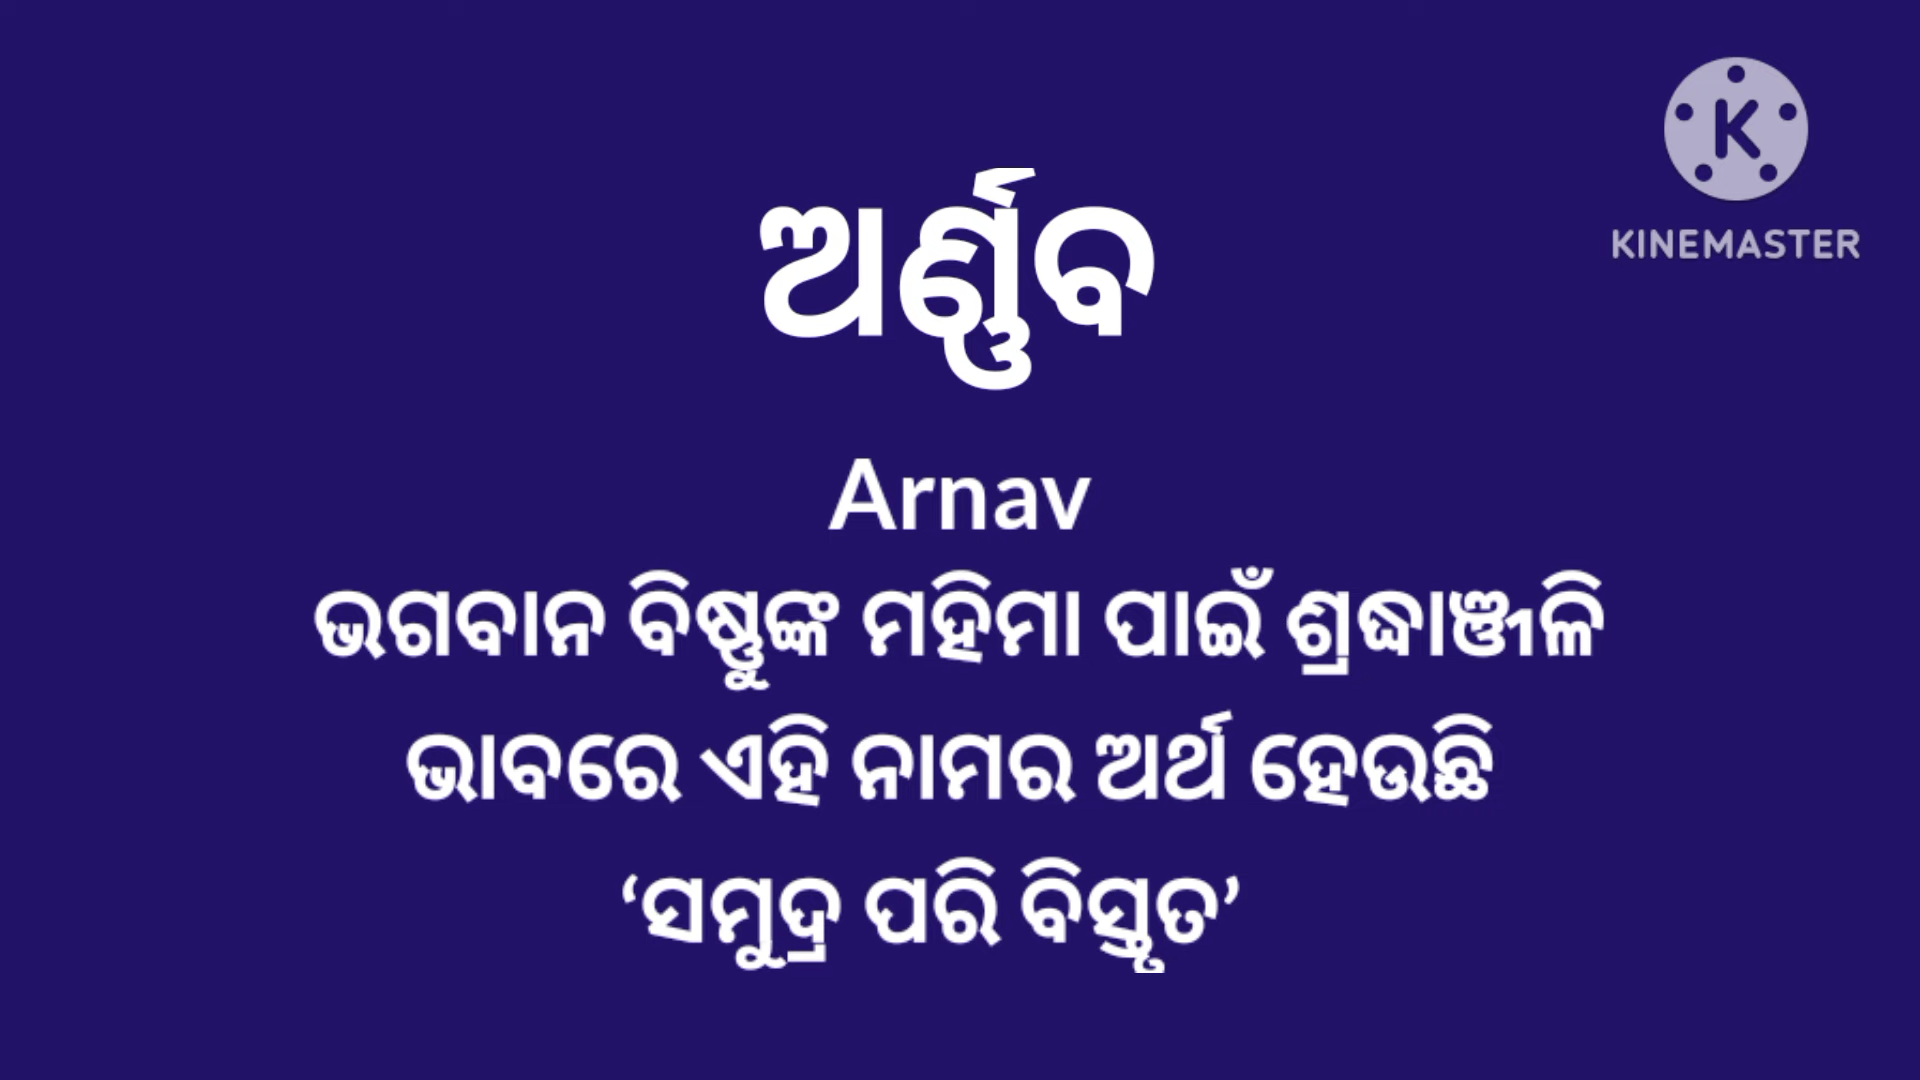 KINEMASTER
ଅର୍ଣ୍ଣବ
Arnav
ଭଗବାନ ବିଷ୍ଣୁଙ୍କ ମହିମା ପାଇଁ ଶ୍ରଦ୍ଧାଞ୍ଜଳି
ଭାବରେ ଏହି ନାମର ଅର୍ଥ ହେଉଛି
‘ସମୁଦ୍ର ପରି ବିସ୍ତୃତ’